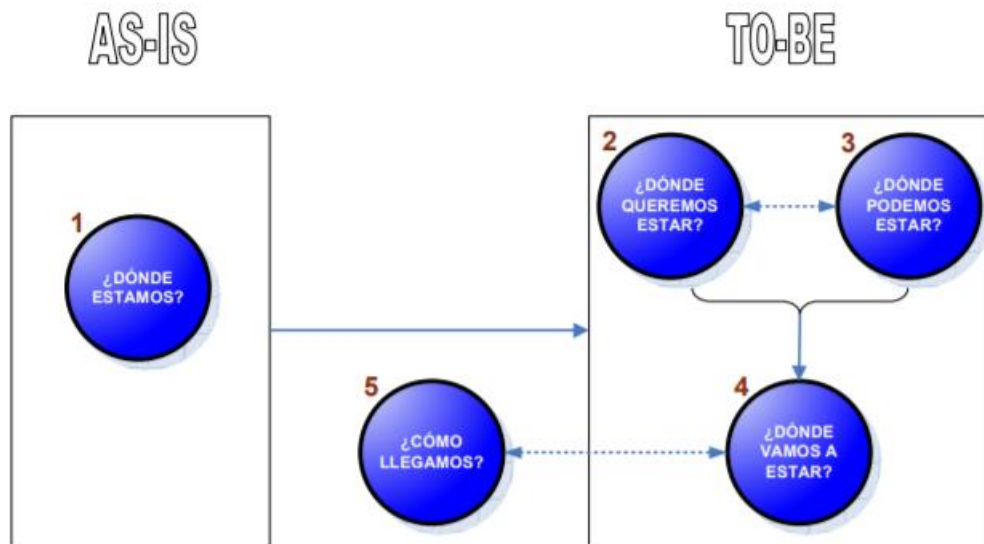 AS-IS
TO-BE
1
¿DÓNDE
ESTAMOS?
2
¿DÓNDE
QUEREMOS
ESTAR?
3
¿DÓNDE
PODEMOS
ESTAR?
4
¿DÓNDE
VAMOS A
ESTAR?
5
¿CÓMO
LLEGAMOS?